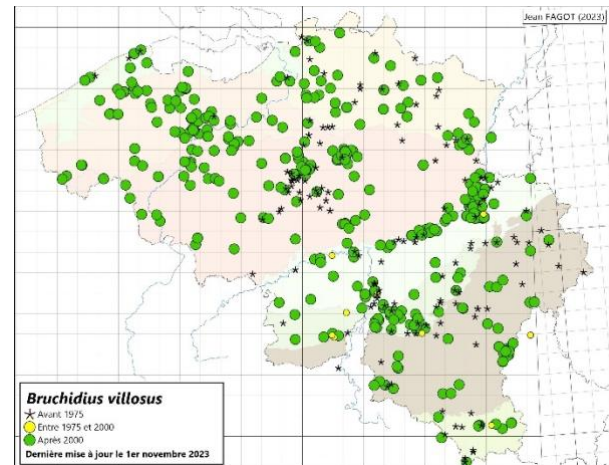 Jean FAGOT (2023)
Bruchidius villosus
Avant 1975
Entre 1975 et 2000
Après 2000
Dernière mise à jour le 1er novembre 2023